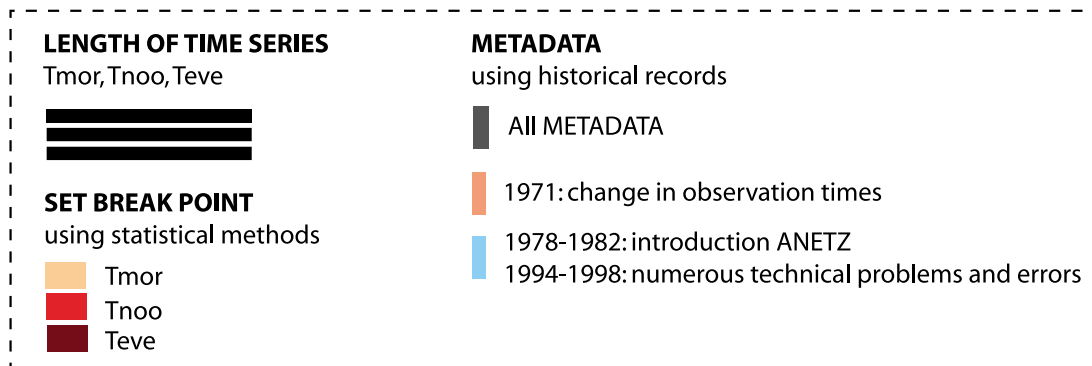 LENGTH OF TIME SERIES
Tmor, Tnoo, Teve
SET BREAK POINT
using statistical methods
Tmor
Tnoo
Teve
METADATA
using historical records
All METADATA
1971: change in observation times
1978-1982: introduction ANETZ
1994-1998: numerous technical problems and errors